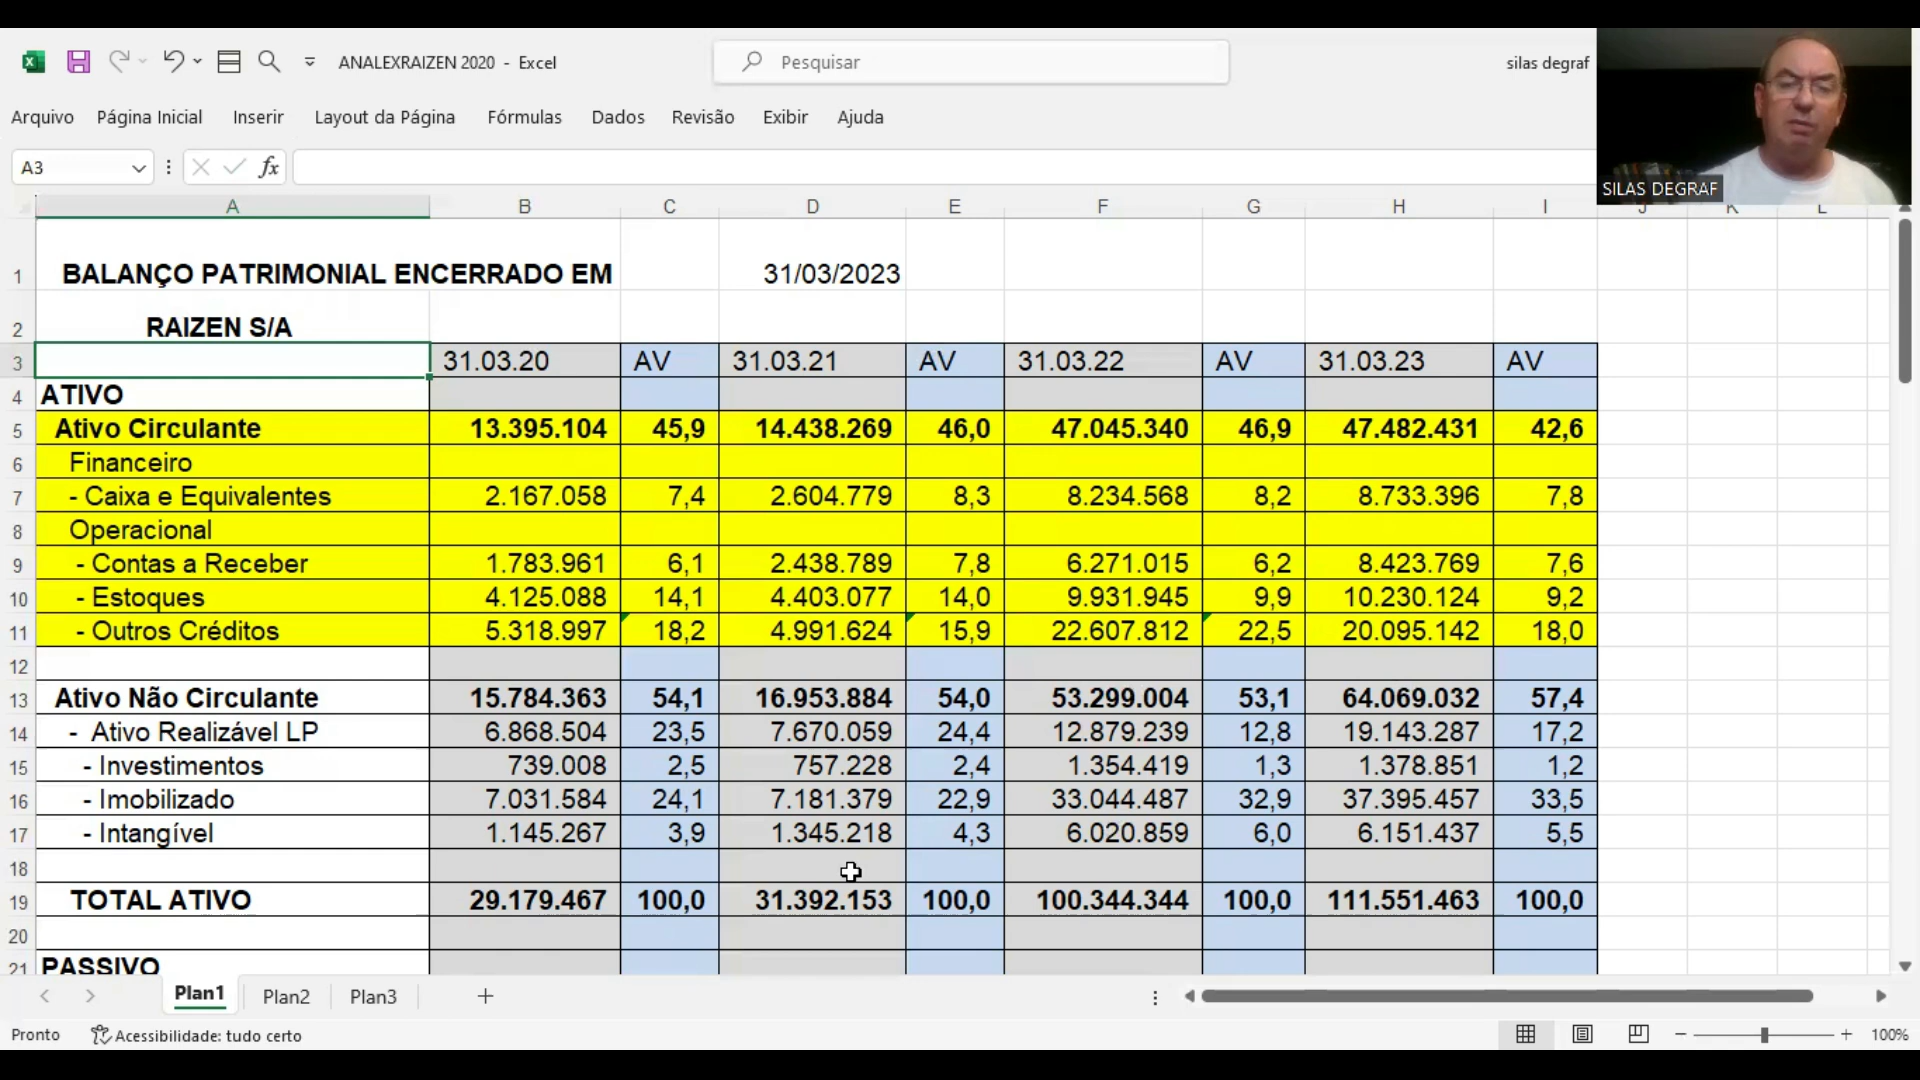 ANALEXRAIZEN 2020 - Excel
Pesquisar
silas degraf
Arquivo Página Inicial Inserir Layout da Página Fórmulas Dados Revisão Exibir Ajuda
A3 fx
SILAS DEGRAF
A B C D E F G H I J K L
1 BALANÇO PATRIMONIAL ENCERRADO EM 31/03/2023
2 RAIZEN S/A
3 31.03.20 AV 31.03.21 AV 31.03.22 AV 31.03.23 AV
4 ATIVO
5 Ativo Circulante 13.395.104 45,9 14.438.269 46,0 47.045.340 46,9 47.482.431 42,6
6 Financeiro
7 - Caixa e Equivalentes 2.167.058 7,4 2.604.779 8,3 8.234.568 8,2 8.733.396 7,8
8 Operacional
9 - Contas a Receber 1.783.961 6,1 2.438.789 7,8 6.271.015 6,2 8.423.769 7,6
10 - Estoques 4.125.088 14,1 4.403.077 14,0 9.931.945 9,9 10.230.124 9,2
11 - Outros Créditos 5.318.997 18,2 4.991.624 15,9 22.607.812 22,5 20.095.142 18,0
12
13 Ativo Não Circulante 15.784.363 54,1 16.953.884 54,0 53.299.004 53,1 64.069.032 57,4
14 - Ativo Realizável LP 6.868.504 23,5 7.670.059 24,4 12.879.239 12,8 19.143.287 17,2
15 - Investimentos 739.008 2,5 757.228 2,4 1.354.419 1,3 1.378.851 1,2
16 - Imobilizado 7.031.584 24,1 7.181.379 22,9 33.044.487 32,9 37.395.457 33,5
17 - Intangível 1.145.267 3,9 1.345.218 4,3 6.020.859 6,0 6.151.437 5,5
18
19 TOTAL ATIVO 29.179.467 100,0 31.392.153 100,0 100.344.344 100,0 111.551.463 100,0
20
21 PASSIVO
Plan1 Plan2 Plan3
Pronto Acessibilidade: tudo certo 100%